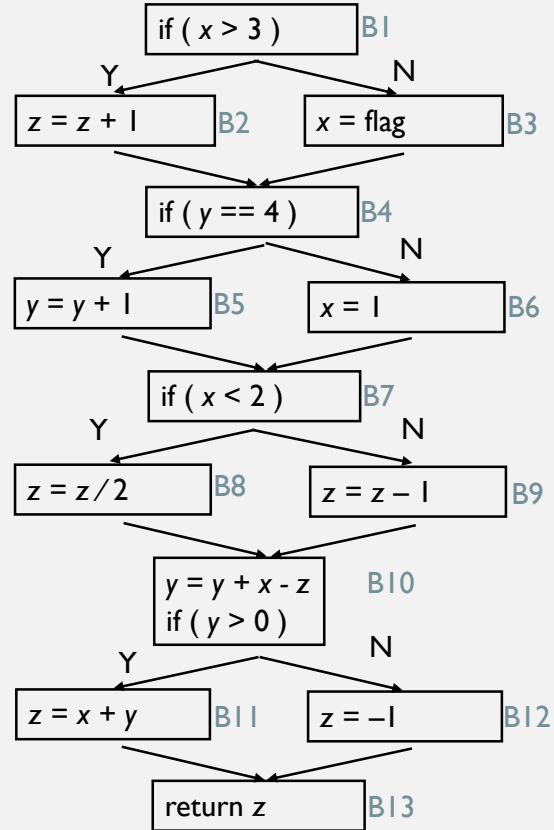 if ( x > 3 ) B1
Y N
z = z + 1 B2 x = flag B3
if ( y == 4 ) B4
Y N
y = y + 1 B5 x = 1 B6
if ( x < 2 ) B7
Y N
z = z / 2 B8 z = z – 1 B9
y = y + x - z B10
if ( y > 0 )
Y N
z = x + y B11 z = –1 B12
return z B13